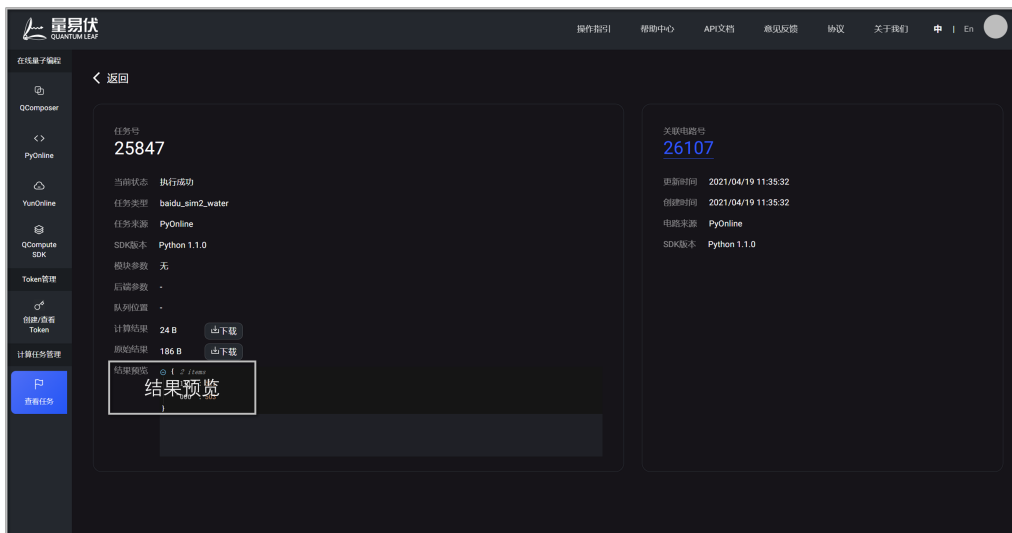 量易伏
QUANTUM LEAF
操作指引
帮助中心
API文档
意见反馈
协议
关于我们
中 | En
在线量子编程
QComposer
PyOnline
YunOnline
QCompute
SDK
Token管理
创建/查看
Token
计算任务管理
查看任务
返回
任务号
25847
当前状态 执行成功
任务类型 baidu_sim2_water
任务来源 PyOnline
SDK版本 Python 1.1.0
模块参数 无
后端参数 -
队列位置 -
计算结果 24 B 下载
原始结果 186 B 下载
结果预览 { 2 items
结果预览
}
关联电路号
26107
更新时间 2021/04/19 11:35:32
创建时间 2021/04/19 11:35:32
电路来源 PyOnline
SDK版本 Python 1.1.0